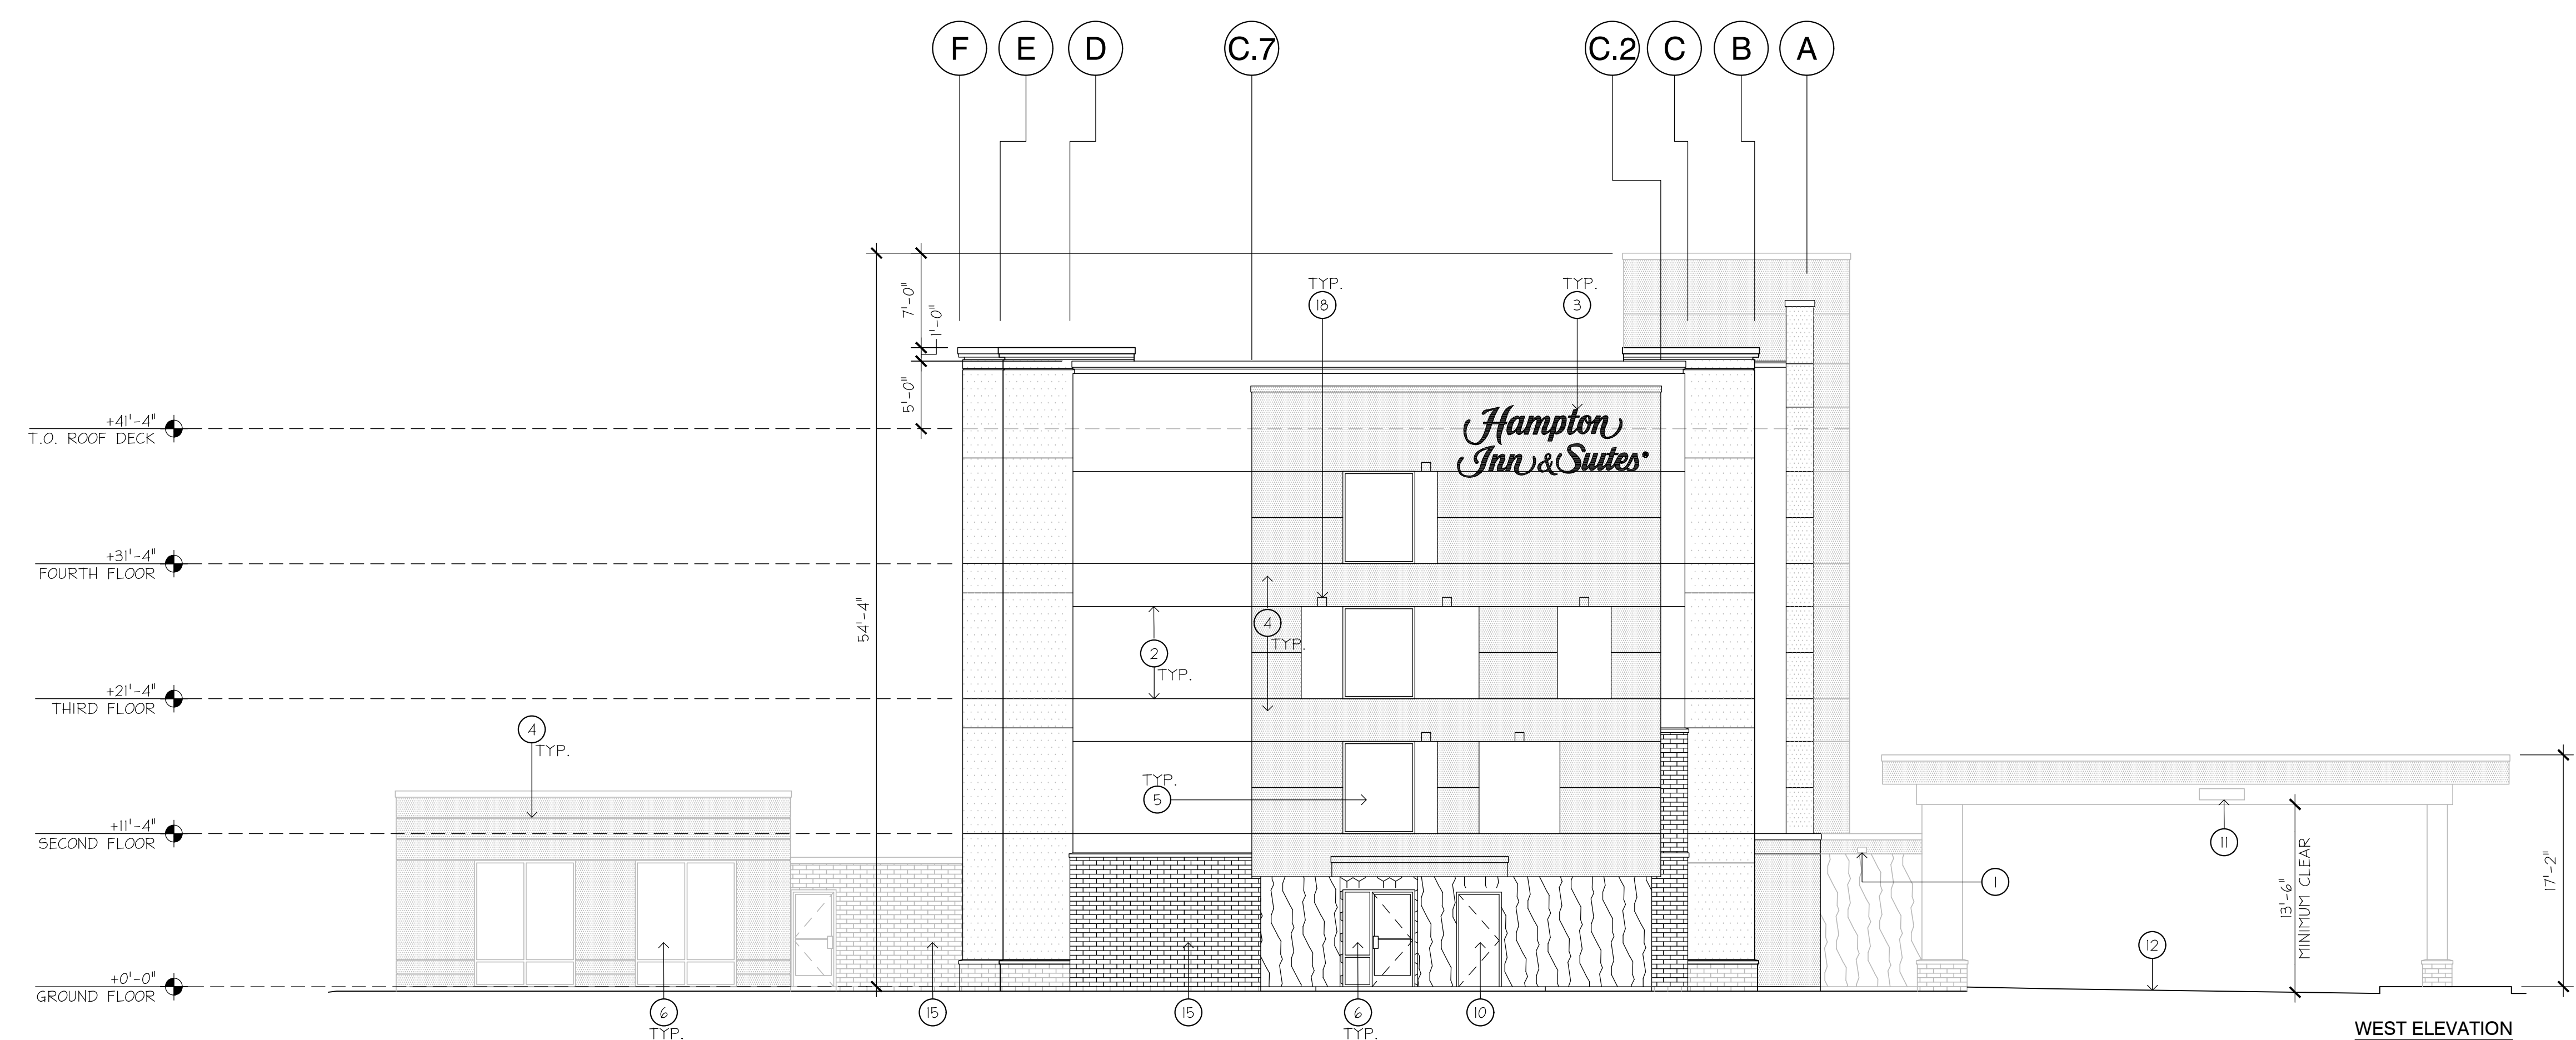 F E D C.7 C.2 C B A
7'-0"
1'-0"
5'-0"
54'-4"
TYP.
18
TYP.
3
Hampton
Inn & Suites®
+41'-4"
T.O. ROOF DECK
+31'-4"
FOURTH FLOOR
4
TYP.
2
TYP.
+21'-4"
THIRD FLOOR
4
TYP.
TYP.
5
+11'-4"
SECOND FLOOR
11
1
13'-6"
MINIMUM CLEAR
17'-2"
12
+0'-0"
GROUND FLOOR
6
TYP.
15
15
6
TYP.
10
WEST ELEVATION